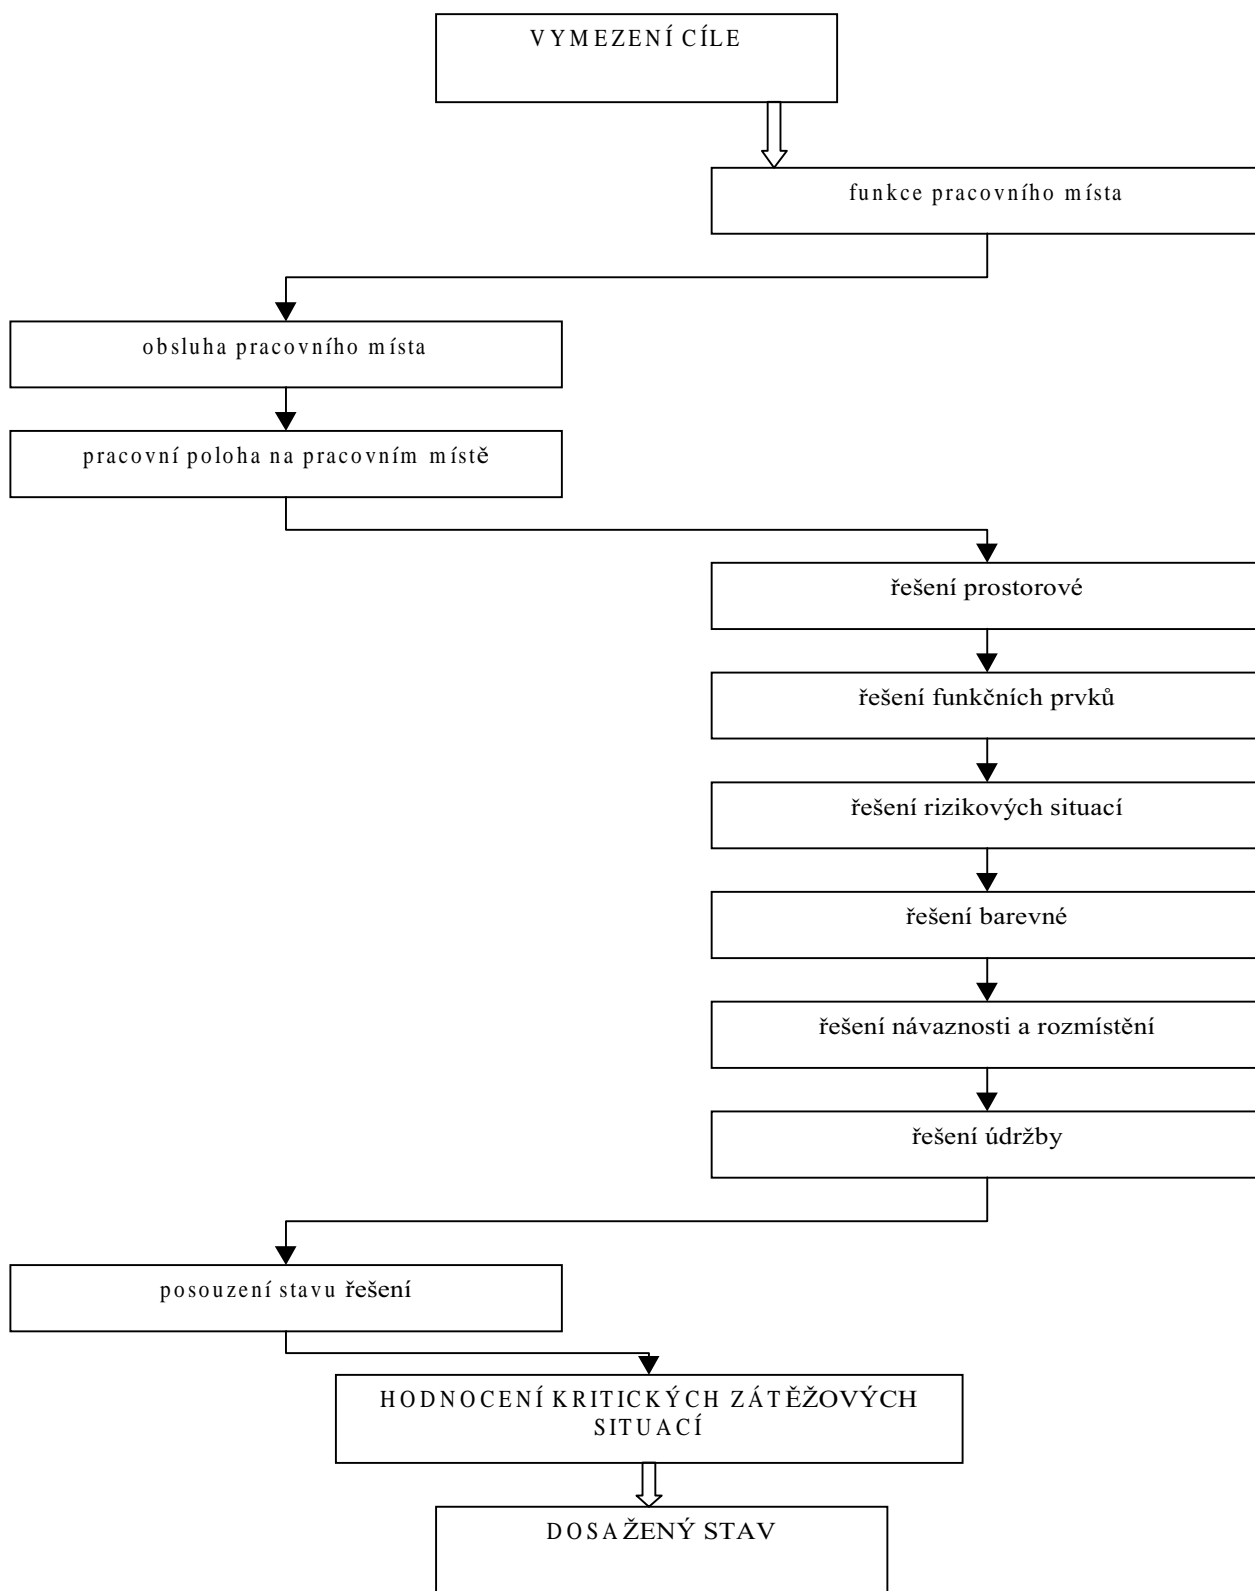 VYMEZENÍ CÍLE
funkce pracovního místa
obsluha pracovního místa
pracovní poloha na pracovním místě
řešení prostorové
řešení funkčních prvků
řešení rizikových situací
řešení barevné
řešení návaznosti a rozmístění
řešení údržby
posouzení stavu řešení
HODNOCENÍ KRITICKÝCH ZÁTĚŽOVÝCH
SITUACÍ
DOSAŽENÝ STAV